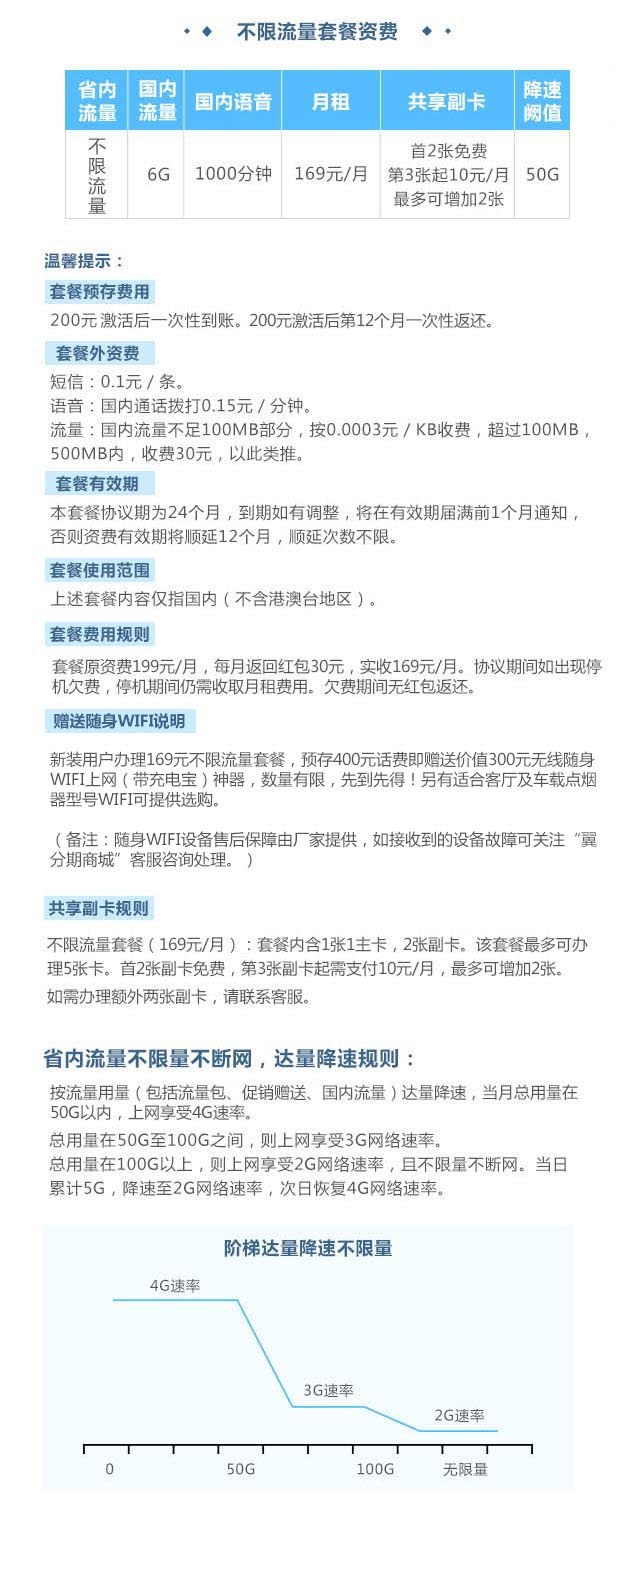 不限流量套餐资费
省内流量 国内流量 国内语音 月租 共享副卡 降速阙值
不限流量 6G 1000分钟 169元/月 首2张免费 第3张起10元/月 最多可增加2张 50G
温馨提示：
套餐预存费用
200元 激活后一次性到账。200元激活后第12个月一次性返还。
套餐外资费
短信：0.1元 / 条。
语音：国内通话拨打0.15元 / 分钟。
流量：国内流量不足100MB部分，按0.0003元 / KB收费，超过100MB，
500MB内，收费30元，以此类推。
套餐有效期
本套餐协议期为24个月，到期如有调整，将在有效期届满前1个月通知，
否则资费有效期将顺延12个月，顺延次数不限。
套餐使用范围
上述套餐内容仅指国内（不含港澳台地区）。
套餐费用规则
套餐原资费199元/月，每月返回红包30元，实收169元/月。协议期间如出现停
机欠费，停机期间仍需收取月租费用。欠费期间无红包返还。
赠送随身WIFI说明
新装用户办理169元不限流量套餐，预存400元话费即赠送价值300元无线随身
WIFI上网（带充电宝）神器，数量有限，先到先得！另有适合客厅及车载点烟
器型号WIFI可提供选购。
（备注：随身WIFI设备售后保障由厂家提供，如接收到的设备故障可关注“翼
分期商城”客服咨询处理。）
共享副卡规则
不限流量套餐（169元/月）：套餐内含1张1主卡，2张副卡。该套餐最多可办
理5张卡。首2张副卡免费，第3张副卡起需支付10元/月，最多可增加2张。
如需办理额外两张副卡，请联系客服。
省内流量不限量不断网，达量降速规则：
按流量用量（包括流量包、促销赠送、国内流量）达量降速，当月总用量在
50G以内，上网享受4G速率。
总用量在50G至100G之间，则上网享受3G网络速率。
总用量在100G以上，则上网享受2G网络速率，且不限量不断网。当日
累计5G，降速至2G网络速率，次日恢复4G网络速率。
阶梯达量降速不限量
4G速率
3G速率
2G速率
0 50G 100G 无限量